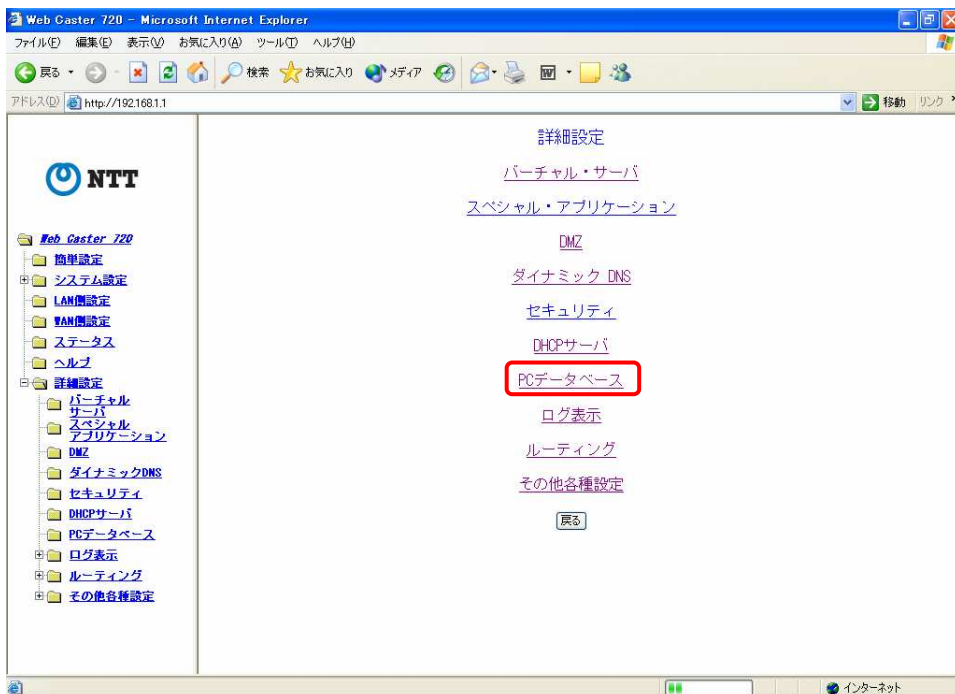 Web Caster 720 - Microsoft Internet Explorer
ファイル(F) 編集(E) 表示(V) お気に入り(A) ツール(T) ヘルプ(H)
戻る 検索 お気に入り メディア
アドレス(D) http://192.168.1.1 移動 リンク
NTT
Web Caster 720
簡単設定
システム設定
LAN側設定
WAN側設定
ステータス
ヘルプ
詳細設定
バーチャル
サーバ
スペシャル
アプリケーション
DMZ
ダイナミックDNS
セキュリティ
DHCPサーバ
PCデータベース
ログ表示
ルーティング
その他各種設定
詳細設定
バーチャル・サーバ
スペシャル・アプリケーション
DMZ
ダイナミック DNS
セキュリティ
DHCPサーバ
PCデータベース
ログ表示
ルーティング
その他各種設定
戻る
インターネット